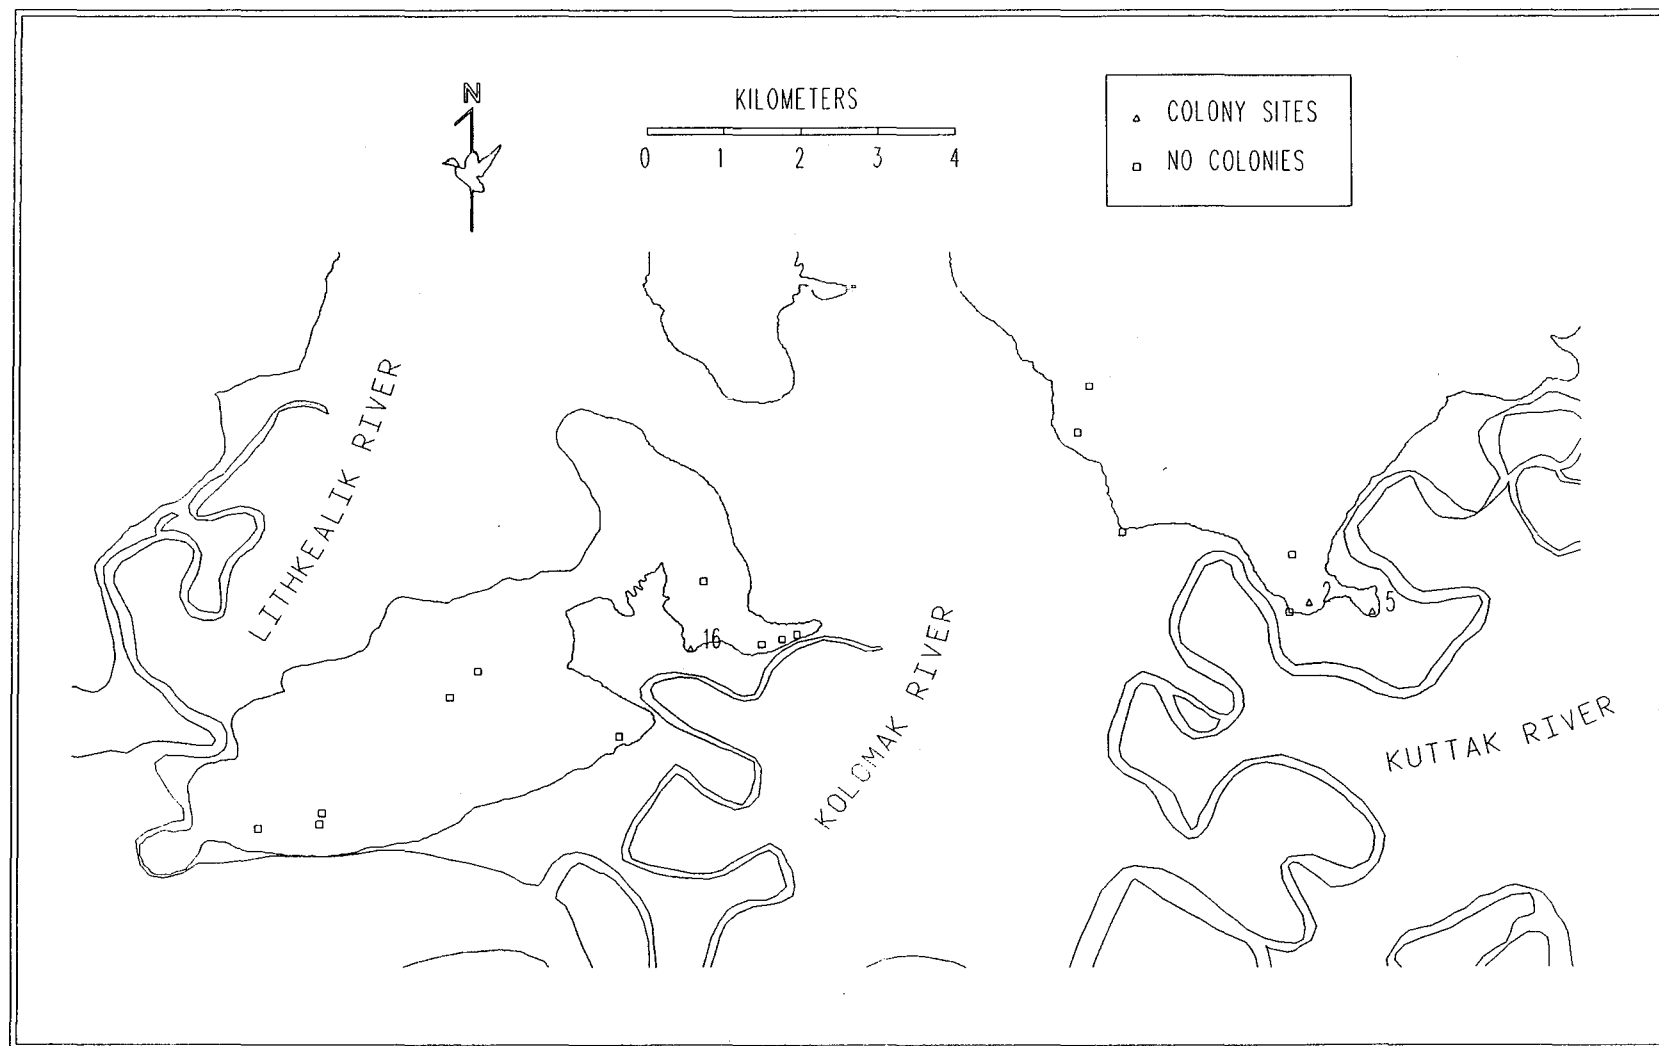 N
KILOMETERS
0 1 2 3 4
COLONY SITES
NO COLONIES
LITHKEALIK RIVER
16
KOLOMAK RIVER
2
5
KUTTAK RIVER